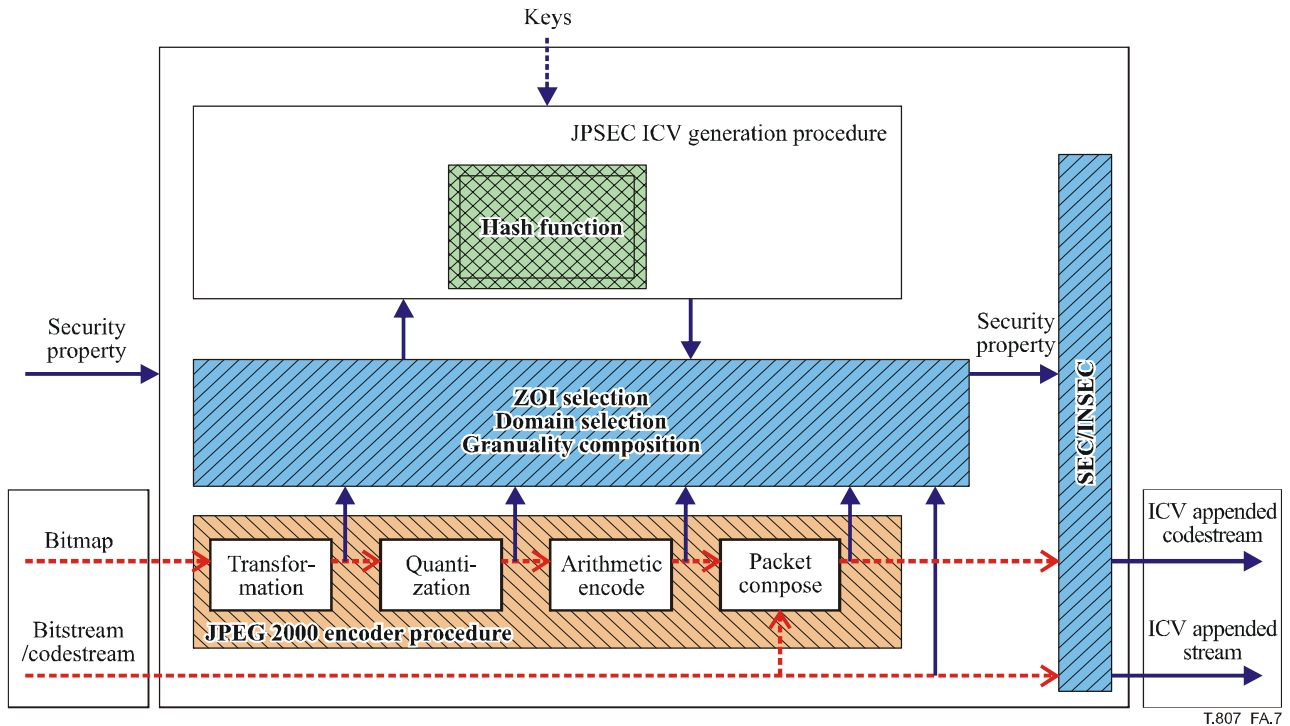 Keys
JPSEC ICV generation procedure
Hash function
Security
property
Security
property
ZOI selection
Domain selection
Granuality composition
SEC/INSEC
Bitmap
Transfor-
mation
Quanti-
zation
Arithmetic
encode
Packet
compose
ICV appended
codestream
JPEG 2000 encoder procedure
Bitstream
/codestream
ICV appended
stream
T.807_FA.7